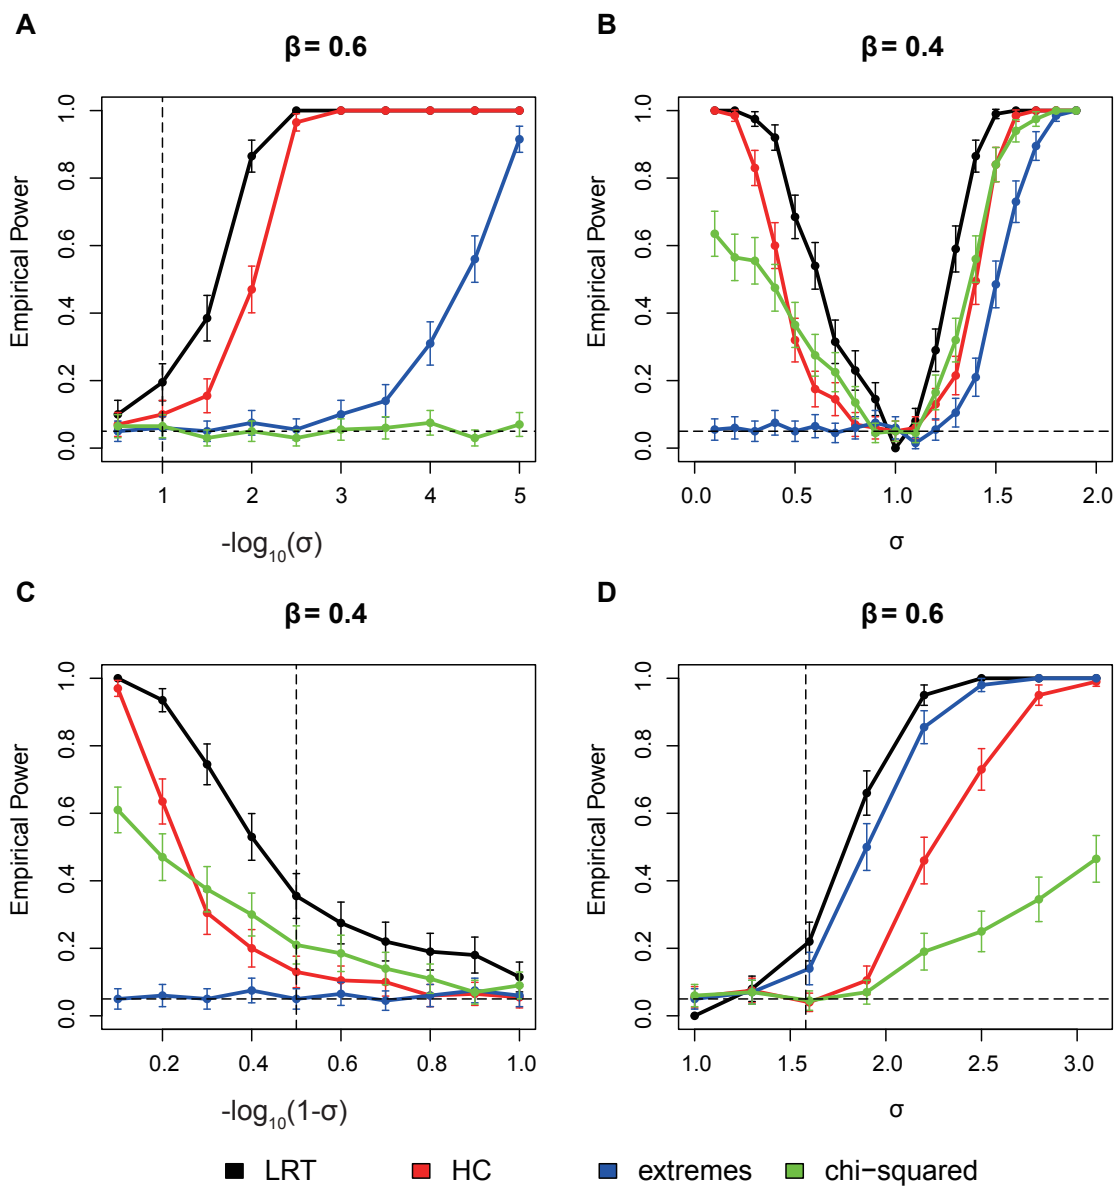 A
β = 0.6
Empirical Power
0.0 0.2 0.4 0.6 0.8 1.0
1 2 3 4 5
-log10(σ)
B
β = 0.4
Empirical Power
0.0 0.2 0.4 0.6 0.8 1.0
0.0 0.5 1.0 1.5 2.0
σ
C
β = 0.4
Empirical Power
0.0 0.2 0.4 0.6 0.8 1.0
0.2 0.4 0.6 0.8 1.0
-log10(1-σ)
D
β = 0.6
Empirical Power
0.0 0.2 0.4 0.6 0.8 1.0
1.0 1.5 2.0 2.5 3.0
σ
LRT HC extremes chi−squared